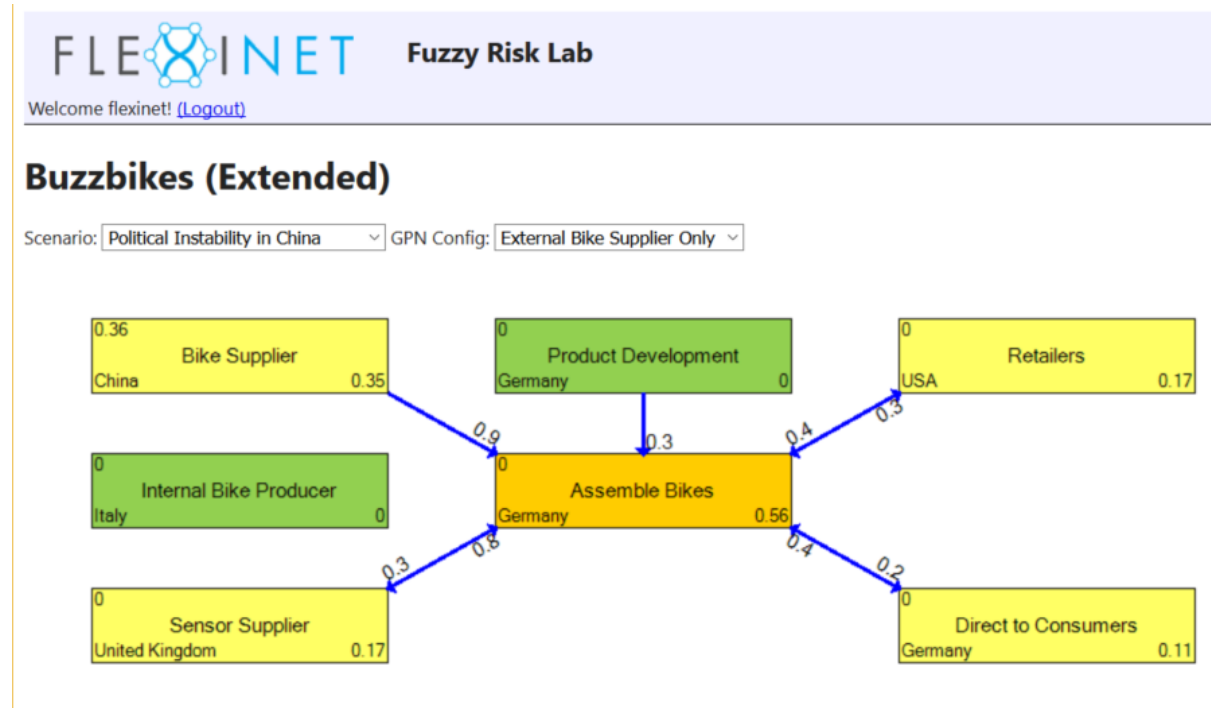 FLEXINET Fuzzy Risk Lab
Welcome flexinet! (Logout)
Buzzbikes (Extended)
Scenario: Political Instability in China GPN Config: External Bike Supplier Only
0.36
Bike Supplier
China 0.35
0
Product Development
Germany 0
0
Retailers
USA 0.17
0.9
0.3
0.4
0.3
0
Internal Bike Producer
Italy 0
0
Assemble Bikes
Germany 0.56
0.3
0.8
0.4
0.2
0
Sensor Supplier
United Kingdom 0.17
0
Direct to Consumers
Germany 0.11